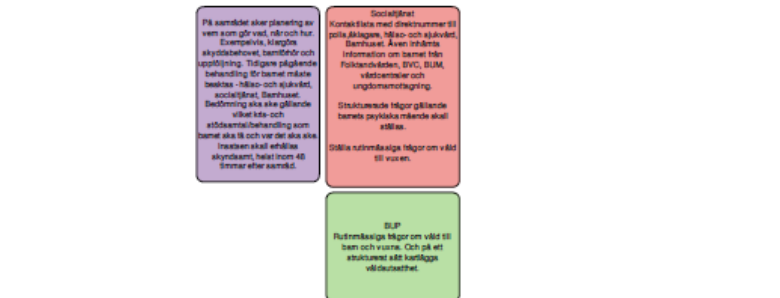 På samrådet sker planering av
vem som gör vad, när och hur.
Exempelvis, klargöra
skyddsbehovet, barnförhör och
uppföljning. Tidigare pågående
behandling för barnet måste
beaktas - hälso- och sjukvård,
socialtjänst, Barnhuset.
Bedömning ska ske gällande
vilket kris- och
stödsamtal/behandling som
barnet ska få och var det ska ske.
Insatsen skall erhållas
skyndsamt, helst inom 48
timmar efter samråd.
Socialtjänst
Kontaktlista med direktnummer till
polis,åklagare, hälso- och sjukvård,
Barnhuset. Även inhämta
information om barnet från
Folktandvården, BVC, BUM,
vårdcentraler och
ungdomsmottagning.
Strukturerade frågor gällande
barnets psykiska mående skall
ställas.
Ställa rutinmässiga frågor om våld
till vuxen.
BUP
Rutinmässiga frågor om våld till
barn och vuxna. Och på ett
strukturerat sätt kartlägga
våldsutsatthet.